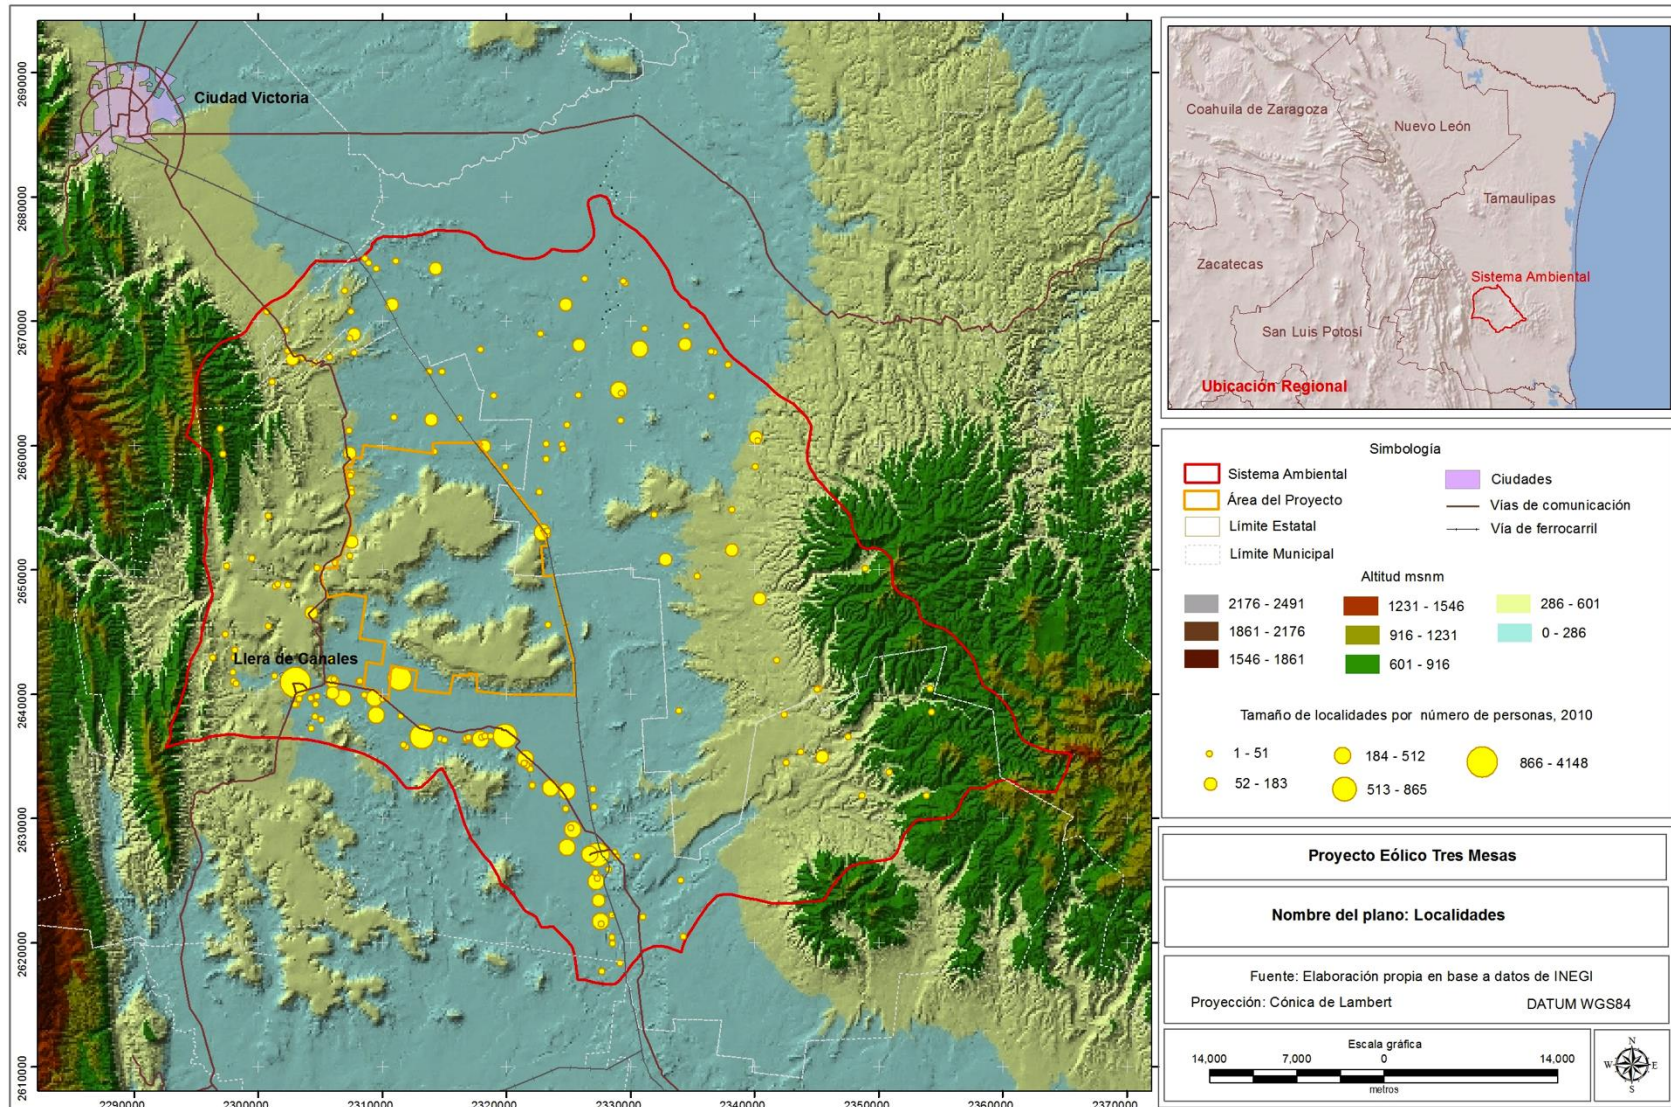 2690000
2680000
2670000
2660000
2650000
2640000
2630000
2620000
2610000
2290000 2300000 2310000 2320000 2330000 2340000 2350000 2360000 2370000
Ciudad Victoria
Llera de Canales
Coahuila de Zaragoza
Nuevo León
Tamaulipas
Zacatecas
Sistema Ambiental
San Luis Potosí
Ubicación Regional
Simbología
Sistema Ambiental
Área del Proyecto
Límite Estatal
Límite Municipal
Ciudades
Vías de comunicación
Vía de ferrocarril
Altitud msnm
2176 - 2491
1861 - 2176
1546 - 1861
1231 - 1546
916 - 1231
601 - 916
286 - 601
0 - 286
Tamaño de localidades por número de personas, 2010
1 - 51
52 - 183
184 - 512
513 - 865
866 - 4148
Proyecto Eólico Tres Mesas
Nombre del plano: Localidades
Fuente: Elaboración propia en base a datos de INEGI
Proyección: Cónica de Lambert DATUM WGS84
Escala gráfica
14,000 7,000 0 14,000
metros
N
W E
S